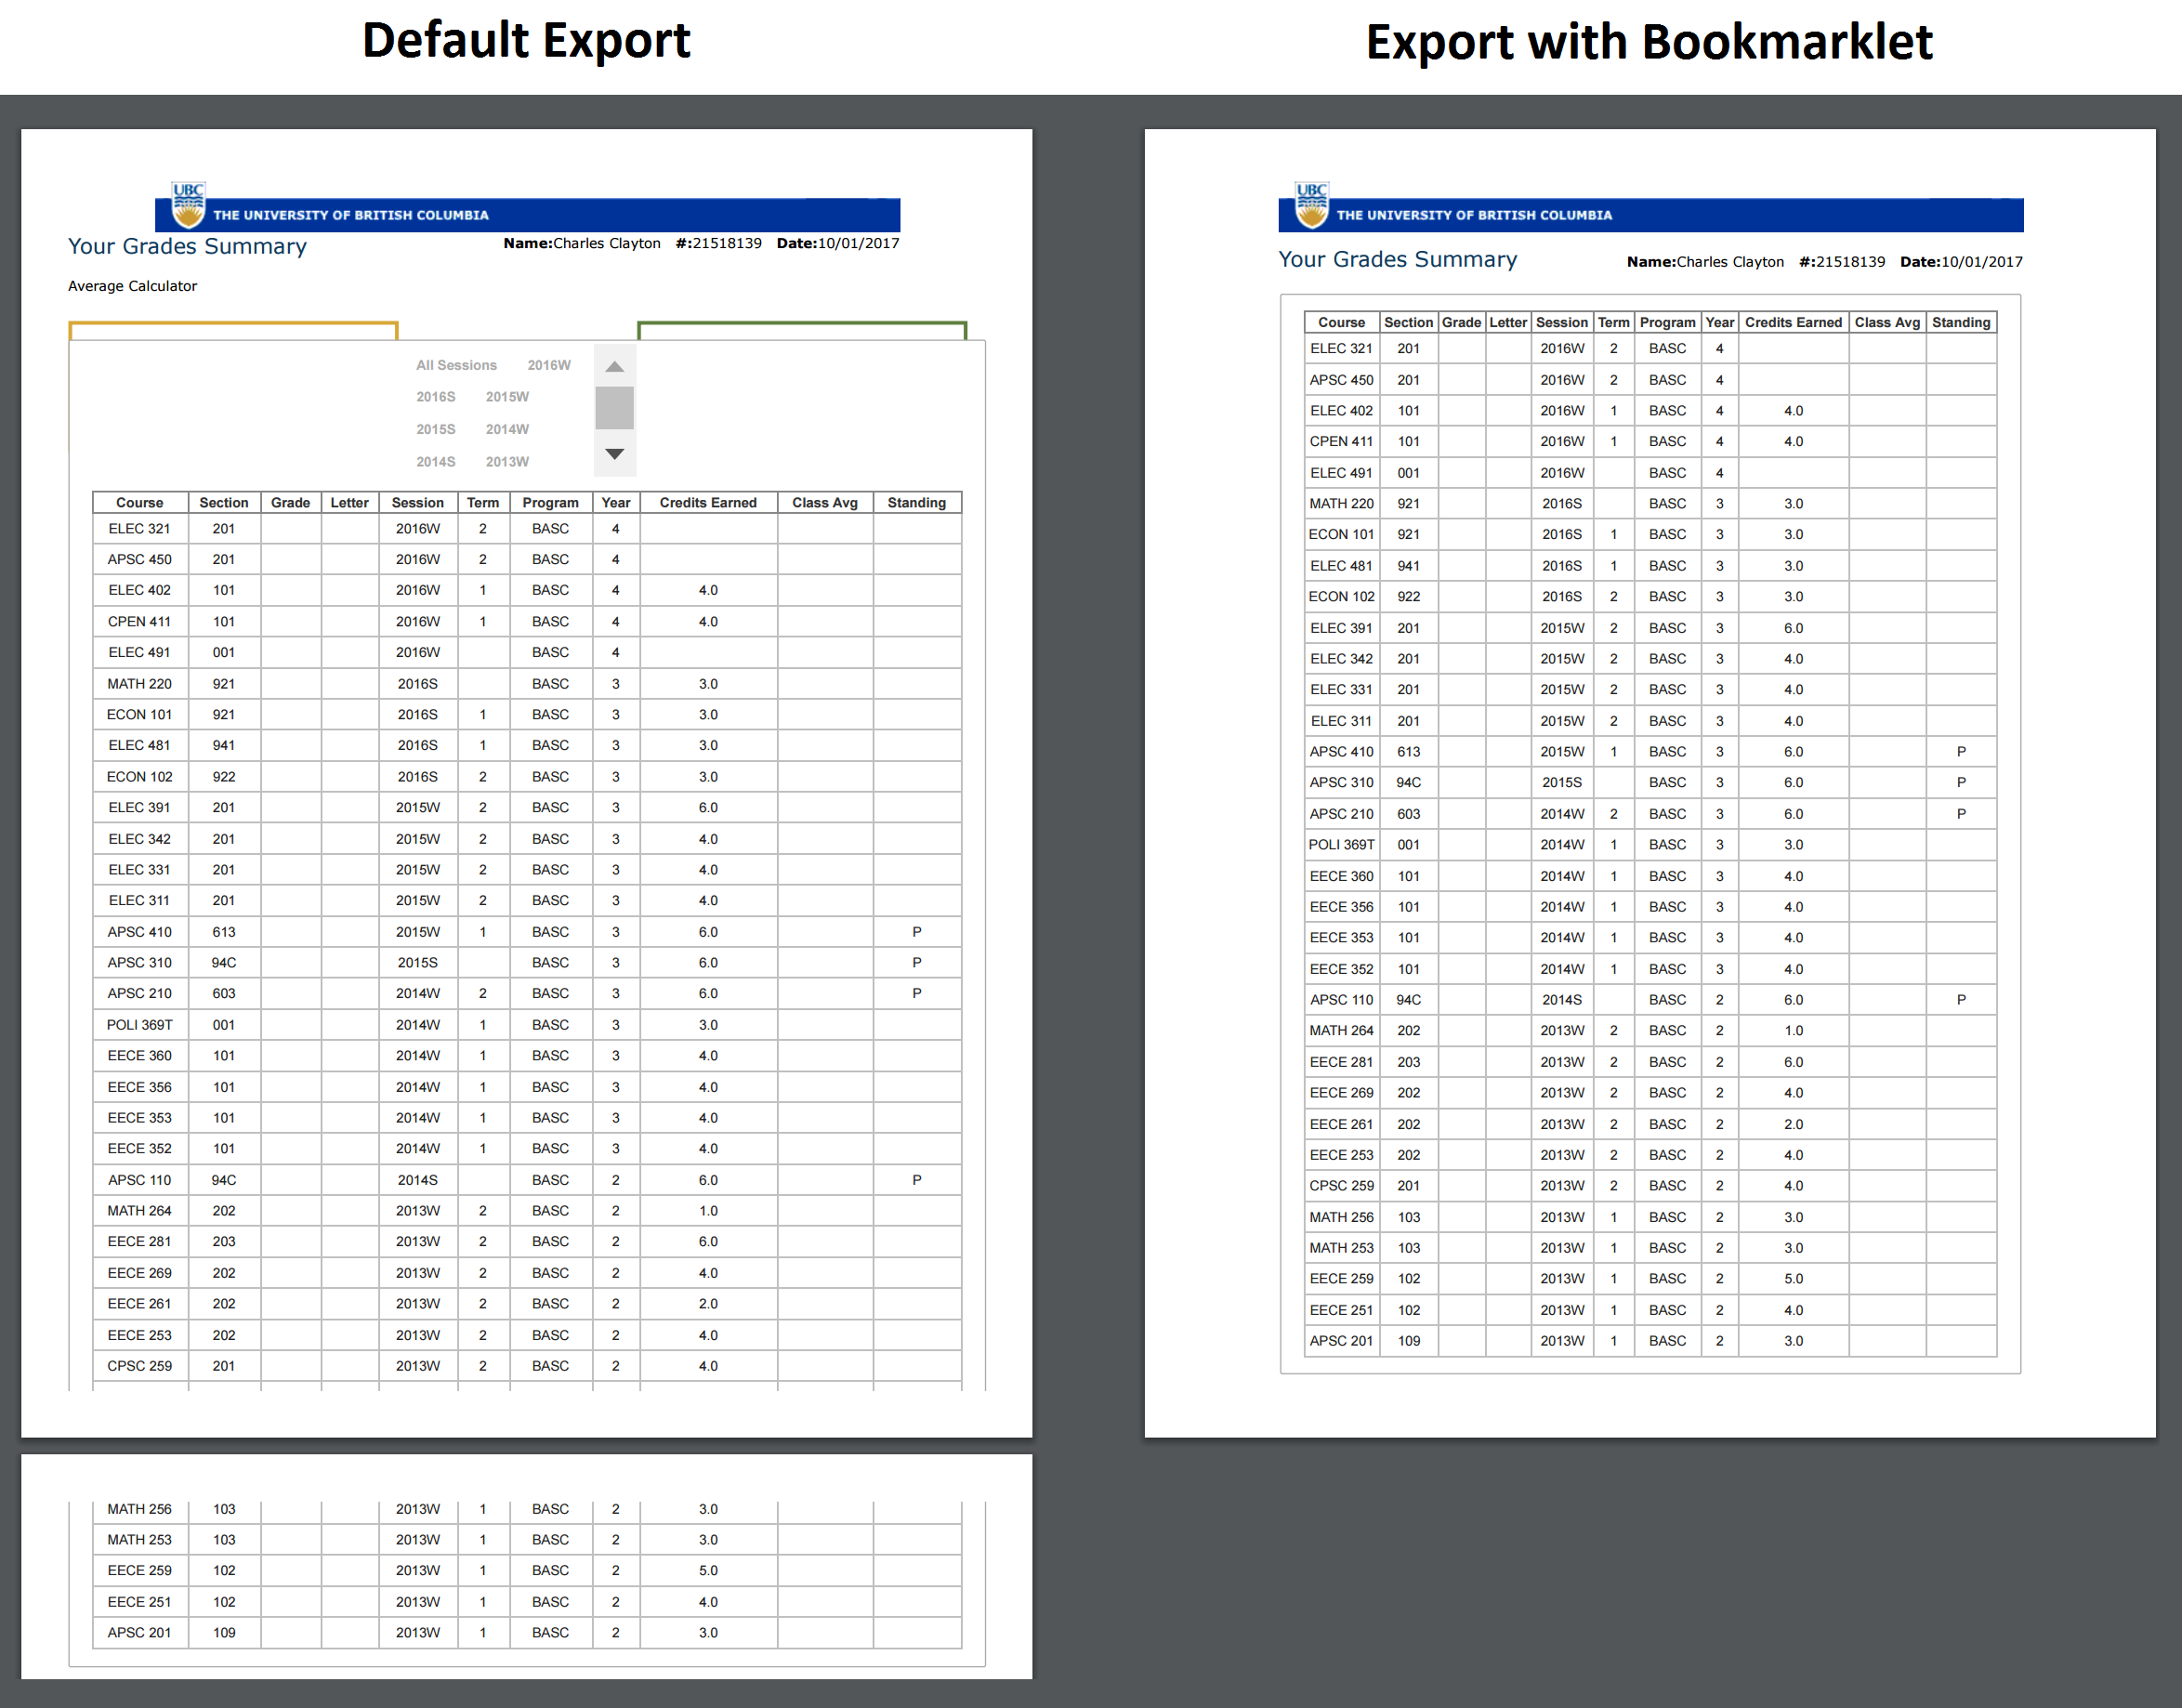 Default Export
Export with Bookmarklet
UBC
THE UNIVERSITY OF BRITISH COLUMBIA
Your Grades Summary
Name:Charles Clayton #:21518139 Date:10/01/2017
Average Calculator
All Sessions 2016W
2016S 2015W
2015S 2014W
2014S 2013W
Course Section Grade Letter Session Term Program Year Credits Earned Class Avg Standing
ELEC 321 201 2016W 2 BASC 4
APSC 450 201 2016W 2 BASC 4
ELEC 402 101 2016W 1 BASC 4 4.0
CPEN 411 101 2016W 1 BASC 4 4.0
ELEC 491 001 2016W BASC 4
MATH 220 921 2016S BASC 3 3.0
ECON 101 921 2016S 1 BASC 3 3.0
ELEC 481 941 2016S 1 BASC 3 3.0
ECON 102 922 2016S 2 BASC 3 3.0
ELEC 391 201 2015W 2 BASC 3 6.0
ELEC 342 201 2015W 2 BASC 3 4.0
ELEC 331 201 2015W 2 BASC 3 4.0
ELEC 311 201 2015W 2 BASC 3 4.0
APSC 410 613 2015W 1 BASC 3 6.0 P
APSC 310 94C 2015S BASC 3 6.0 P
APSC 210 603 2014W 2 BASC 3 6.0 P
POLI 369T 001 2014W 1 BASC 3 3.0
EECE 360 101 2014W 1 BASC 3 4.0
EECE 356 101 2014W 1 BASC 3 4.0
EECE 353 101 2014W 1 BASC 3 4.0
EECE 352 101 2014W 1 BASC 3 4.0
APSC 110 94C 2014S BASC 2 6.0 P
MATH 264 202 2013W 2 BASC 2 1.0
EECE 281 203 2013W 2 BASC 2 6.0
EECE 269 202 2013W 2 BASC 2 4.0
EECE 261 202 2013W 2 BASC 2 2.0
EECE 253 202 2013W 2 BASC 2 4.0
CPSC 259 201 2013W 2 BASC 2 4.0
MATH 256 103 2013W 1 BASC 2 3.0
MATH 253 103 2013W 1 BASC 2 3.0
EECE 259 102 2013W 1 BASC 2 5.0
EECE 251 102 2013W 1 BASC 2 4.0
APSC 201 109 2013W 1 BASC 2 3.0
UBC
THE UNIVERSITY OF BRITISH COLUMBIA
Your Grades Summary
Name:Charles Clayton #:21518139 Date:10/01/2017
Course Section Grade Letter Session Term Program Year Credits Earned Class Avg Standing
ELEC 321 201 2016W 2 BASC 4
APSC 450 201 2016W 2 BASC 4
ELEC 402 101 2016W 1 BASC 4 4.0
CPEN 411 101 2016W 1 BASC 4 4.0
ELEC 491 001 2016W BASC 4
MATH 220 921 2016S BASC 3 3.0
ECON 101 921 2016S 1 BASC 3 3.0
ELEC 481 941 2016S 1 BASC 3 3.0
ECON 102 922 2016S 2 BASC 3 3.0
ELEC 391 201 2015W 2 BASC 3 6.0
ELEC 342 201 2015W 2 BASC 3 4.0
ELEC 331 201 2015W 2 BASC 3 4.0
ELEC 311 201 2015W 2 BASC 3 4.0
APSC 410 613 2015W 1 BASC 3 6.0 P
APSC 310 94C 2015S BASC 3 6.0 P
APSC 210 603 2014W 2 BASC 3 6.0 P
POLI 369T 001 2014W 1 BASC 3 3.0
EECE 360 101 2014W 1 BASC 3 4.0
EECE 356 101 2014W 1 BASC 3 4.0
EECE 353 101 2014W 1 BASC 3 4.0
EECE 352 101 2014W 1 BASC 3 4.0
APSC 110 94C 2014S BASC 2 6.0 P
MATH 264 202 2013W 2 BASC 2 1.0
EECE 281 203 2013W 2 BASC 2 6.0
EECE 269 202 2013W 2 BASC 2 4.0
EECE 261 202 2013W 2 BASC 2 2.0
EECE 253 202 2013W 2 BASC 2 4.0
CPSC 259 201 2013W 2 BASC 2 4.0
MATH 256 103 2013W 1 BASC 2 3.0
MATH 253 103 2013W 1 BASC 2 3.0
EECE 259 102 2013W 1 BASC 2 5.0
EECE 251 102 2013W 1 BASC 2 4.0
APSC 201 109 2013W 1 BASC 2 3.0